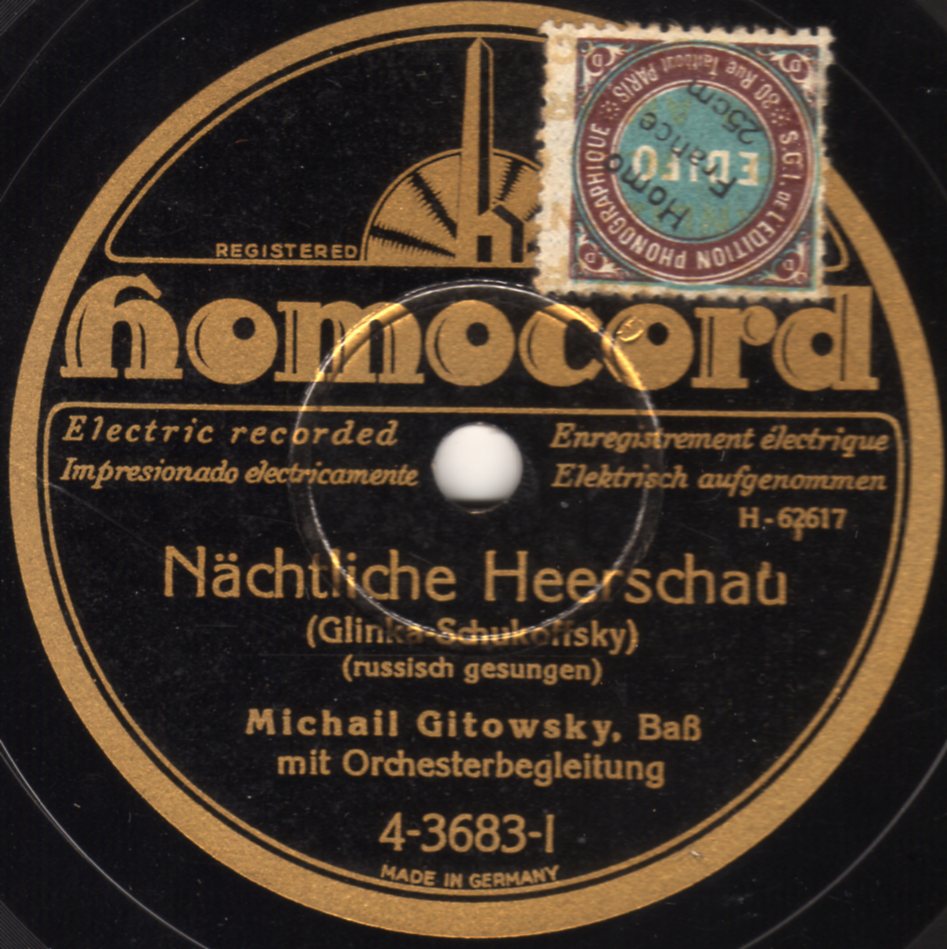 REGISTERED
homocord
Electric recorded
Impresionado electricamente
Enregistrement électrique
Elektrisch aufgenommen
H-62617
Nächtliche Heerschau
(Glinka-Schukoffsky)
(russisch gesungen)
Michail Gitowsky, Baß
mit Orchesterbegleitung
4-3683-I
MADE IN GERMANY
S.G.I. DE L'EDITION PHONOGRAPHIQUE
30, Rue Taitbout PARIS
EDIFO
Homo
France
25cm
D
D
D
D